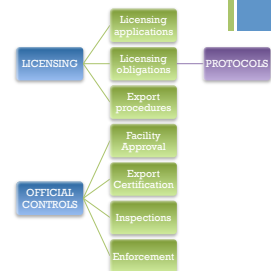 Licensing
applications
LICENSING
Licensing
obligations
PROTOCOLS
Export
procedures
Facility
Approval
Export
Certification
OFFICIAL
CONTROLS
Inspections
Enforcement